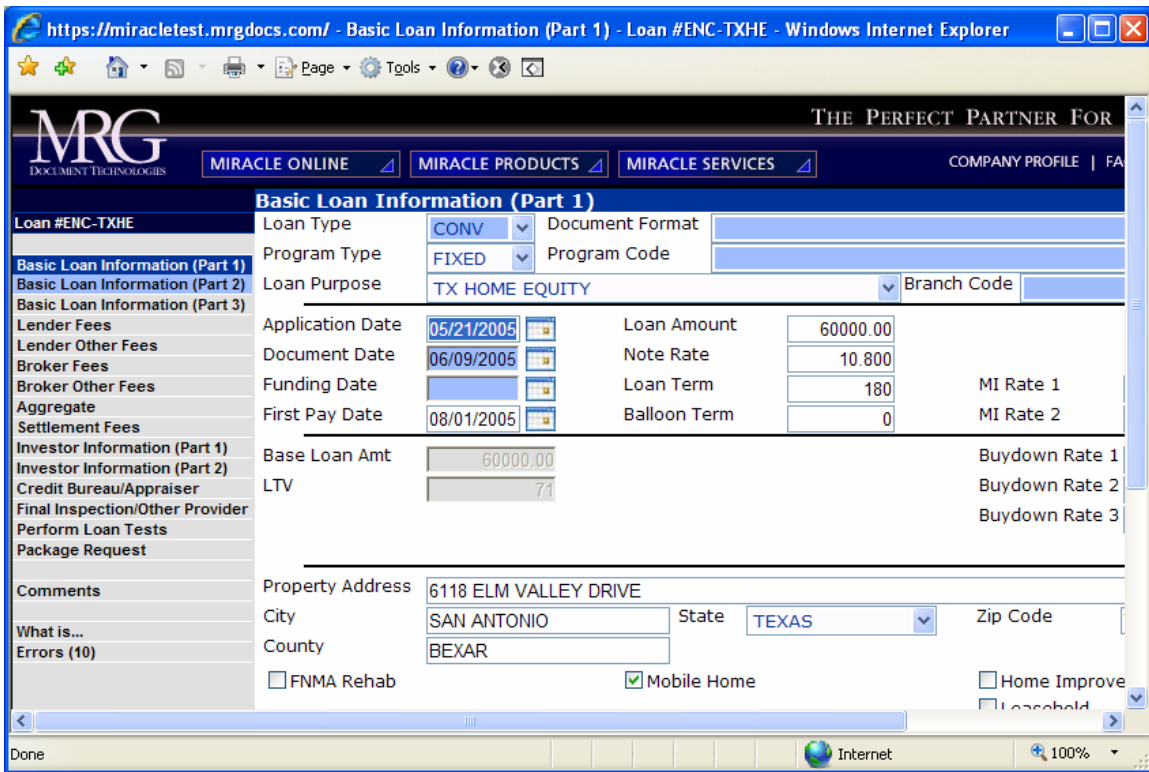 https://miracletest.mrgdocs.com/ - Basic Loan Information (Part 1) - Loan #ENC-TXHE - Windows Internet Explorer
Page Tools
THE PERFECT PARTNER FOR
MRG
DOCUMENT TECHNOLOGIES
MIRACLE ONLINE MIRACLE PRODUCTS MIRACLE SERVICES COMPANY PROFILE | FA
Basic Loan Information (Part 1)
Loan #ENC-TXHE
Basic Loan Information (Part 1)
Basic Loan Information (Part 2)
Basic Loan Information (Part 3)
Lender Fees
Lender Other Fees
Broker Fees
Broker Other Fees
Aggregate
Settlement Fees
Investor Information (Part 1)
Investor Information (Part 2)
Credit Bureau/Appraiser
Final Inspection/Other Provider
Perform Loan Tests
Package Request
Comments
What is...
Errors (10)
Loan Type CONV Document Format
Program Type FIXED Program Code
Loan Purpose TX HOME EQUITY Branch Code
Application Date 05/21/2005 Loan Amount 60000.00
Document Date 06/09/2005 Note Rate 10.800
Funding Date Loan Term 180 MI Rate 1
First Pay Date 08/01/2005 Balloon Term 0 MI Rate 2
Base Loan Amt 60000.00 Buydown Rate 1
LTV 71 Buydown Rate 2
Buydown Rate 3
Property Address 6118 ELM VALLEY DRIVE
City SAN ANTONIO State TEXAS Zip Code
County BEXAR
FNMA Rehab Mobile Home Home Improve
Leasehold
Done Internet 100%